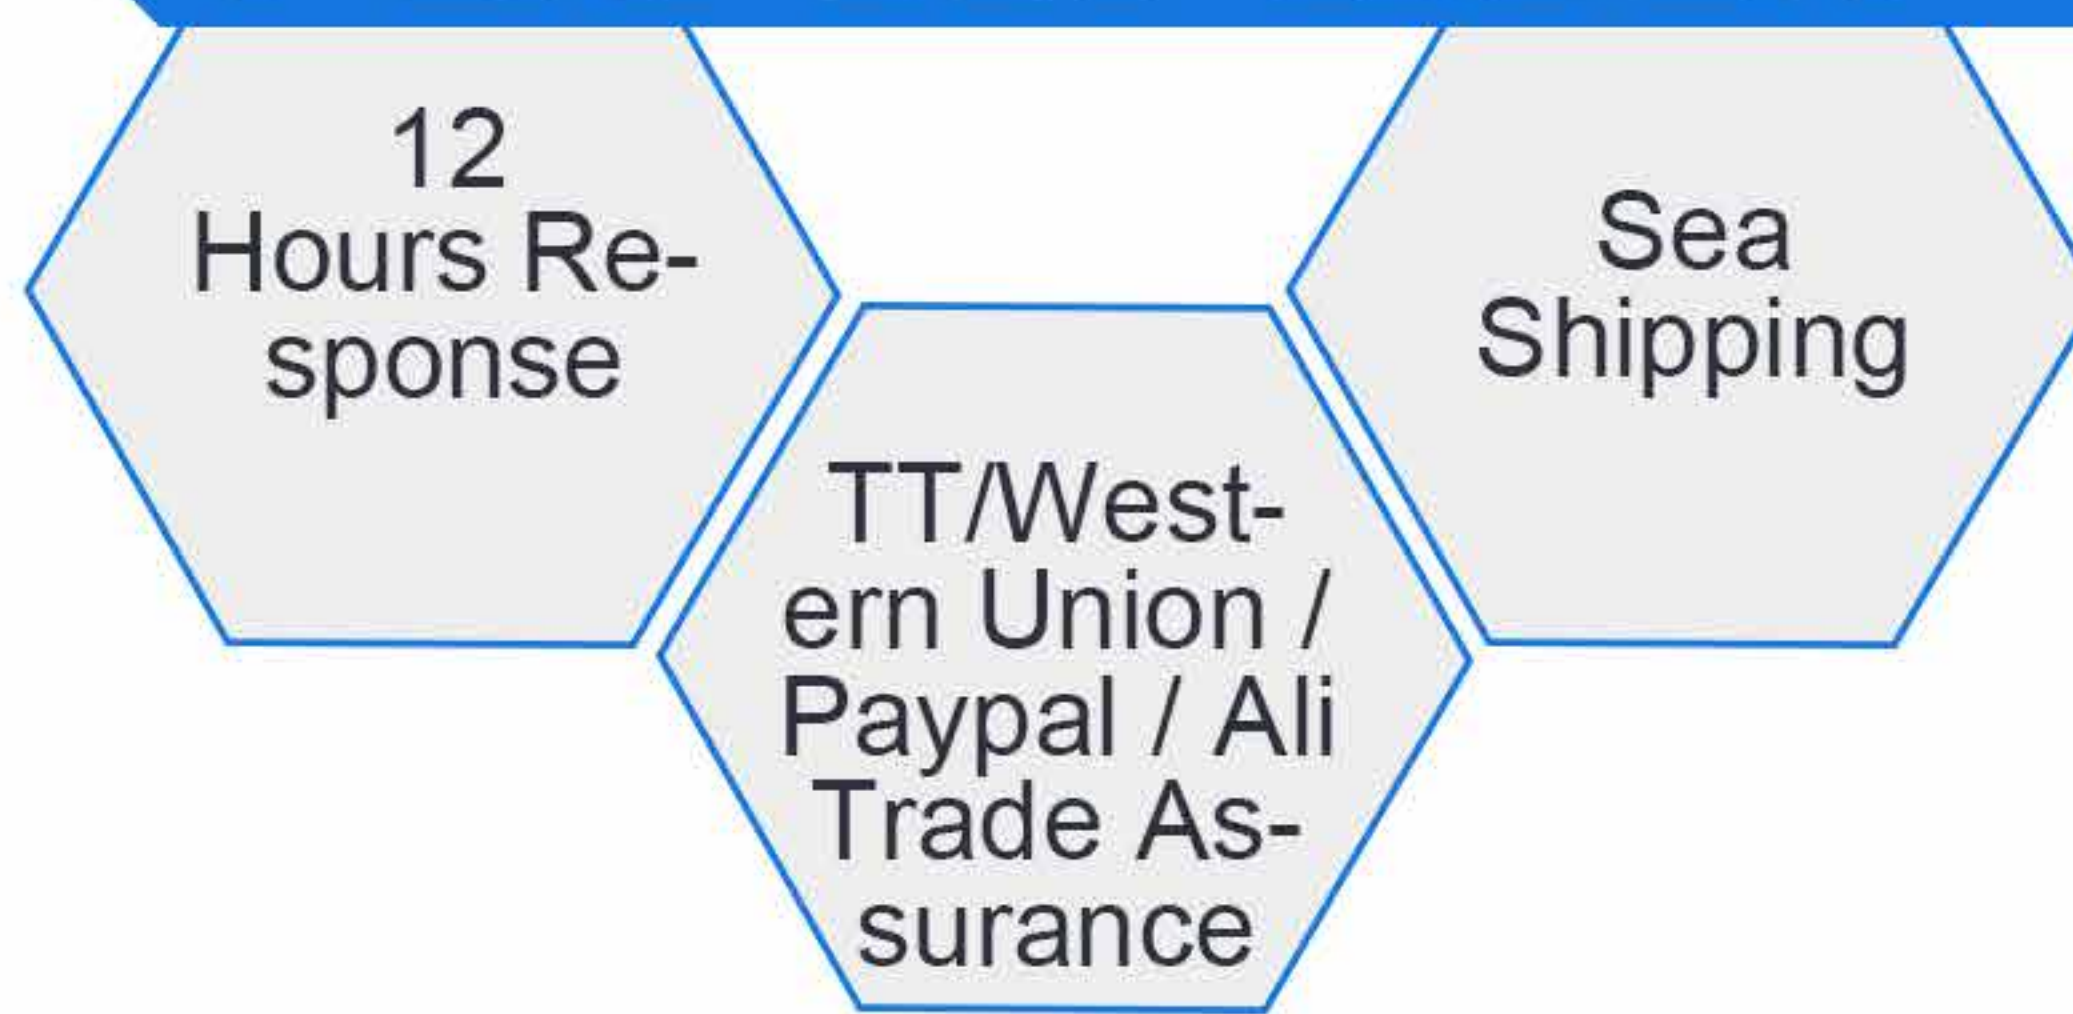 12
Hours Re-
sponse
Sea
Shipping
TT/West-
ern Union /
Paypal / Ali
Trade As-
surance